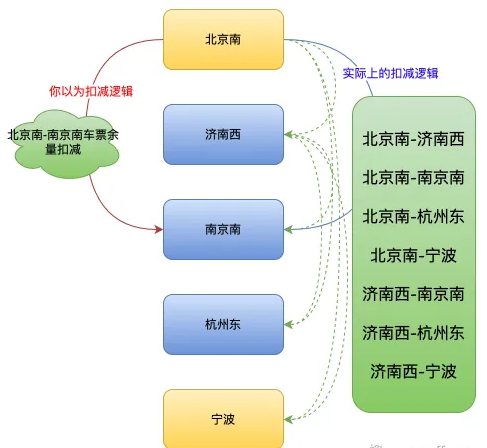 北京南
实际上的扣减逻辑
你以为扣减逻辑
济南西
北京南-南京南车票余
量扣减
北京南-济南西
北京南-南京南
北京南-杭州东
北京南-宁波
济南西-南京南
济南西-杭州东
济南西-宁波
南京南
杭州东
宁波